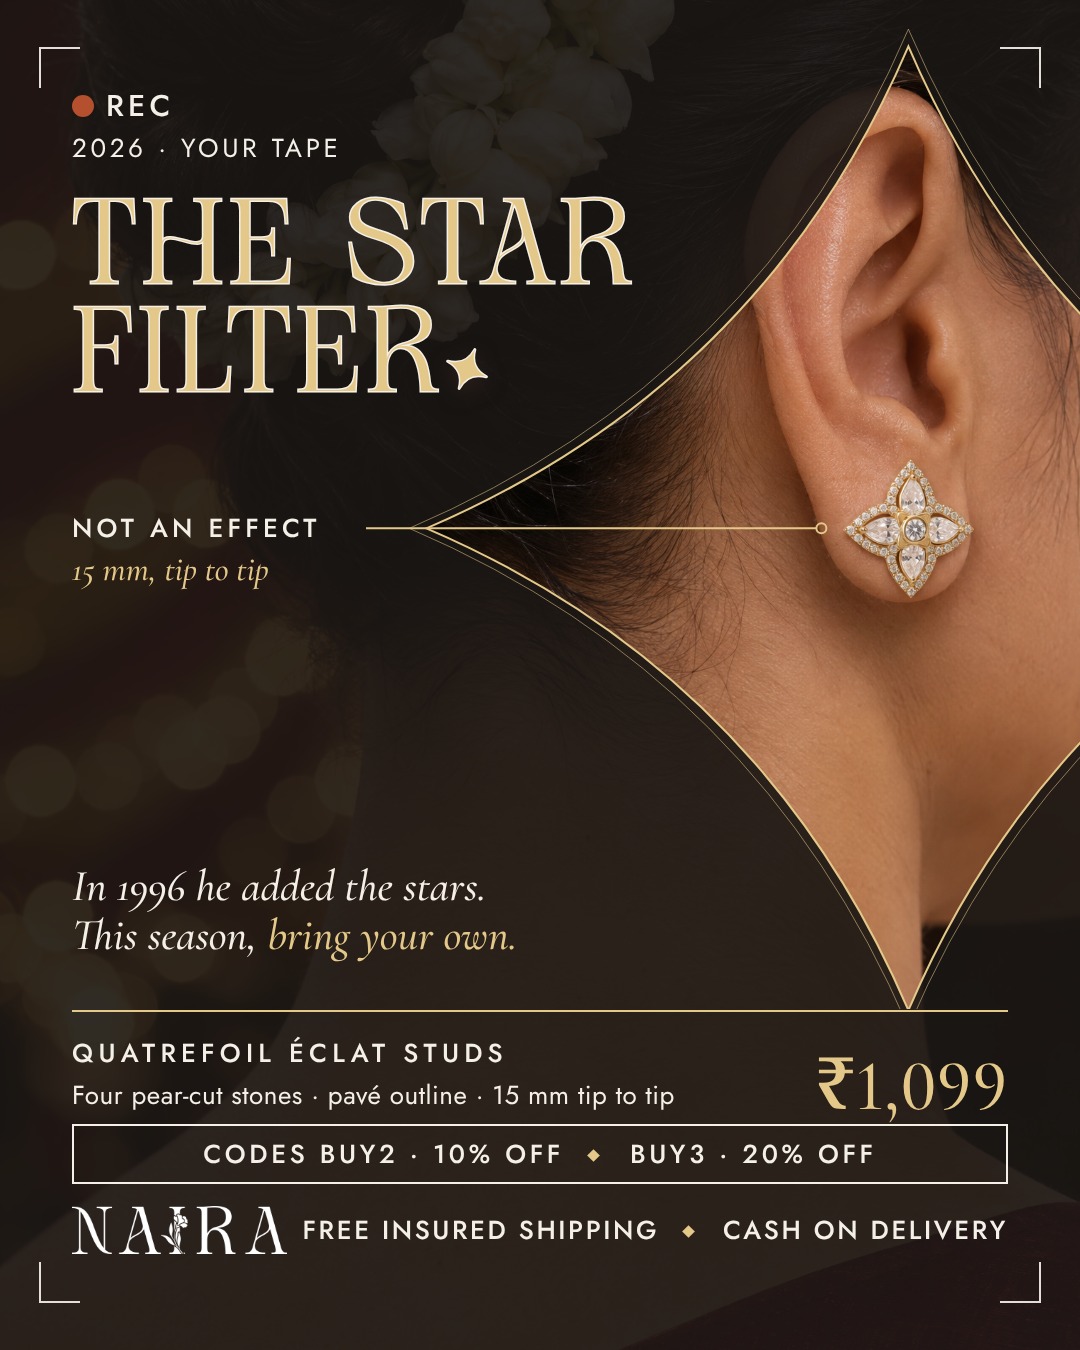 REC
2026 · YOUR TAPE
THE STAR
FILTER
NOT AN EFFECT
15 mm, tip to tip
In 1996 he added the stars.
This season, bring your own.
QUATREFOIL ÉCLAT STUDS
Four pear-cut stones · pavé outline · 15 mm tip to tip
₹1,099
CODES BUY2 · 10% OFF ◆ BUY3 · 20% OFF
NAIRA
FREE INSURED SHIPPING ◆ CASH ON DELIVERY